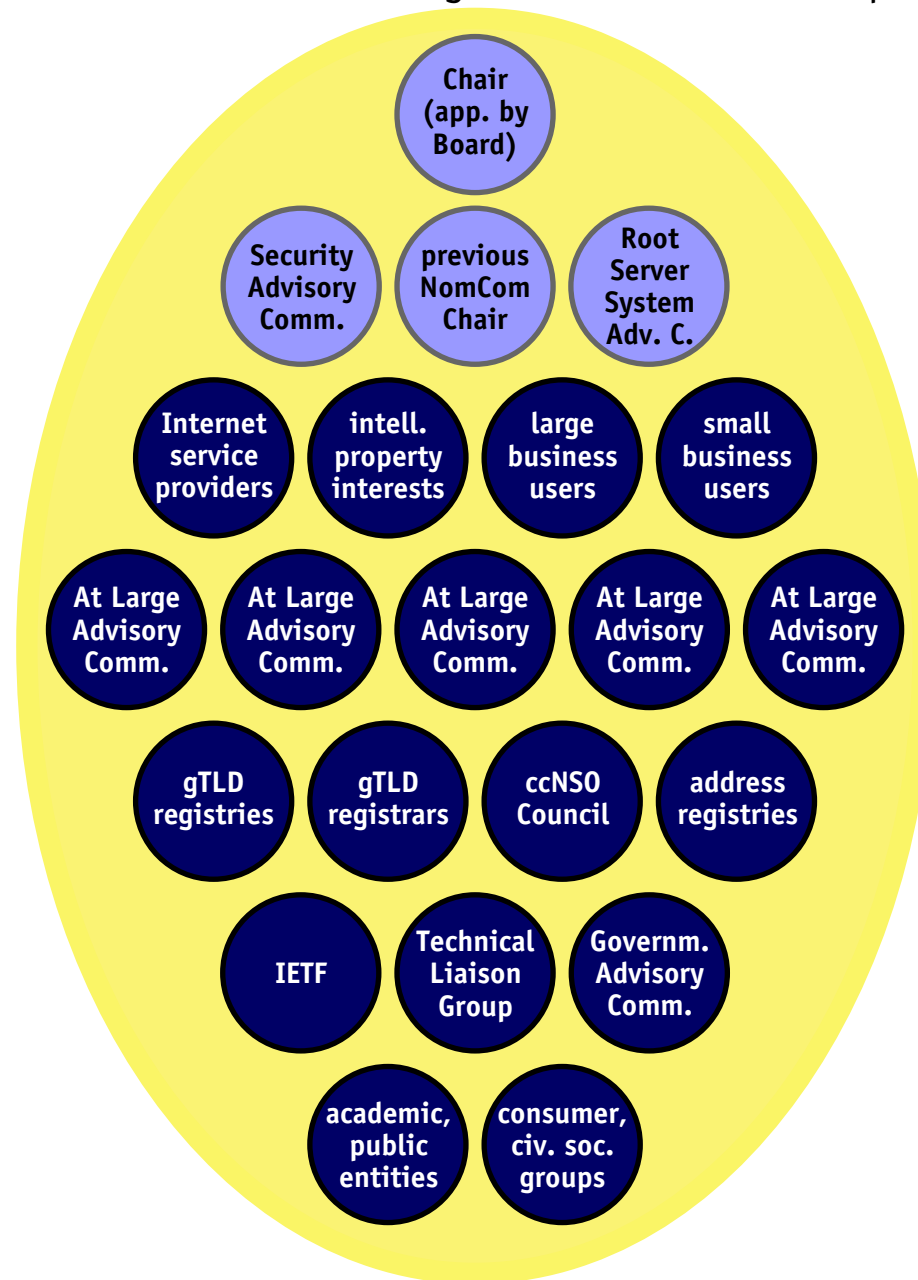 Chair
(app. by
Board)
Security
Advisory
Comm.
previous
NomCom
Chair
Root
Server
System
Adv. C.
Internet
service
providers
intell.
property
interests
large
business
users
small
business
users
At Large
Advisory
Comm.
At Large
Advisory
Comm.
At Large
Advisory
Comm.
At Large
Advisory
Comm.
At Large
Advisory
Comm.
gTLD
registries
gTLD
registrars
ccNSO
Council
address
registries
IETF
Technical
Liaison
Group
Governm.
Advisory
Comm.
academic,
public
entities
consumer,
civ. soc.
groups